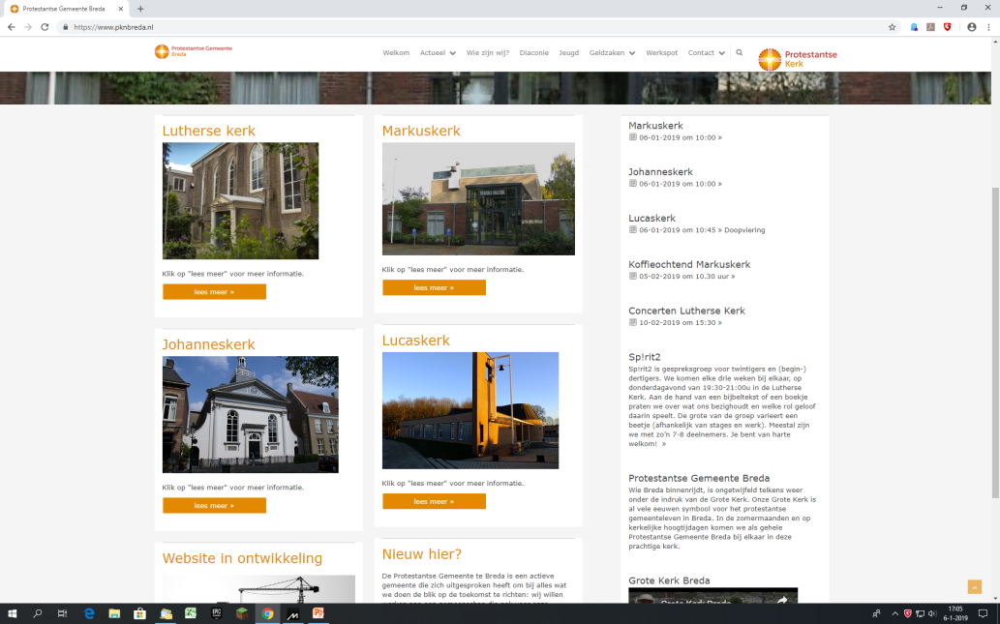 Protestantse Gemeente Breda
https://www.pknbreda.nl
Protestantse Gemeente
Breda
Welkom
Actueel
Wie zijn wij?
Diaconie
Jeugd
Geldzaken
Werkspot
Contact
Protestantse
Kerk
Lutherse kerk
Klik op "lees meer" voor meer informatie.
lees meer »
Johanneskerk
Klik op "lees meer" voor meer informatie.
lees meer »
Website in ontwikkeling
Markuskerk
Klik op "lees meer" voor meer informatie.
lees meer »
Lucaskerk
Klik op "lees meer" voor meer informatie.
lees meer »
Nieuw hier?
De Protestantse Gemeente te Breda is een actieve
gemeente die zich uitgesproken heeft om bij alles wat
we doen de blik op de toekomst te richten: wij willen
Markuskerk
06-01-2019 om 10:00 »
Johanneskerk
06-01-2019 om 10:00 »
Lucaskerk
06-01-2019 om 10:45 » Doopviering
Koffieochtend Markuskerk
05-02-2019 om 10.30 uur »
Concerten Lutherse Kerk
10-02-2019 om 15:30 »
Sp!rit2
Sp!rit2 is gespreksgroep voor twintigers en (begin-)
dertigers. We komen elke drie weken bij elkaar, op
donderdagavond van 19:30-21:00u in de Lutherse
Kerk. Aan de hand van een bijbeltekst of een boekje
praten we over wat ons bezighoudt en welke rol geloof
daarin speelt. De grote van de groep varieert een
beetje (afhankelijk van stages en werk). Meestal zijn
we met zo'n 7-8 deelnemers. Je bent van harte
welkom! »
Protestantse Gemeente Breda
Wie Breda binnenrijdt, is ongetwijfeld telkens weer
onder de indruk van de Grote Kerk. Onze Grote Kerk is
al vele eeuwen symbool voor het protestantse
gemeenteleven in Breda. In de zomermaanden en op
kerkelijke hoogtijdagen komen we als gehele
Protestantse Gemeente Breda bij elkaar in deze
prachtige kerk.
Grote Kerk Breda
Grote Kerk Breda
17:05
6-1-2019